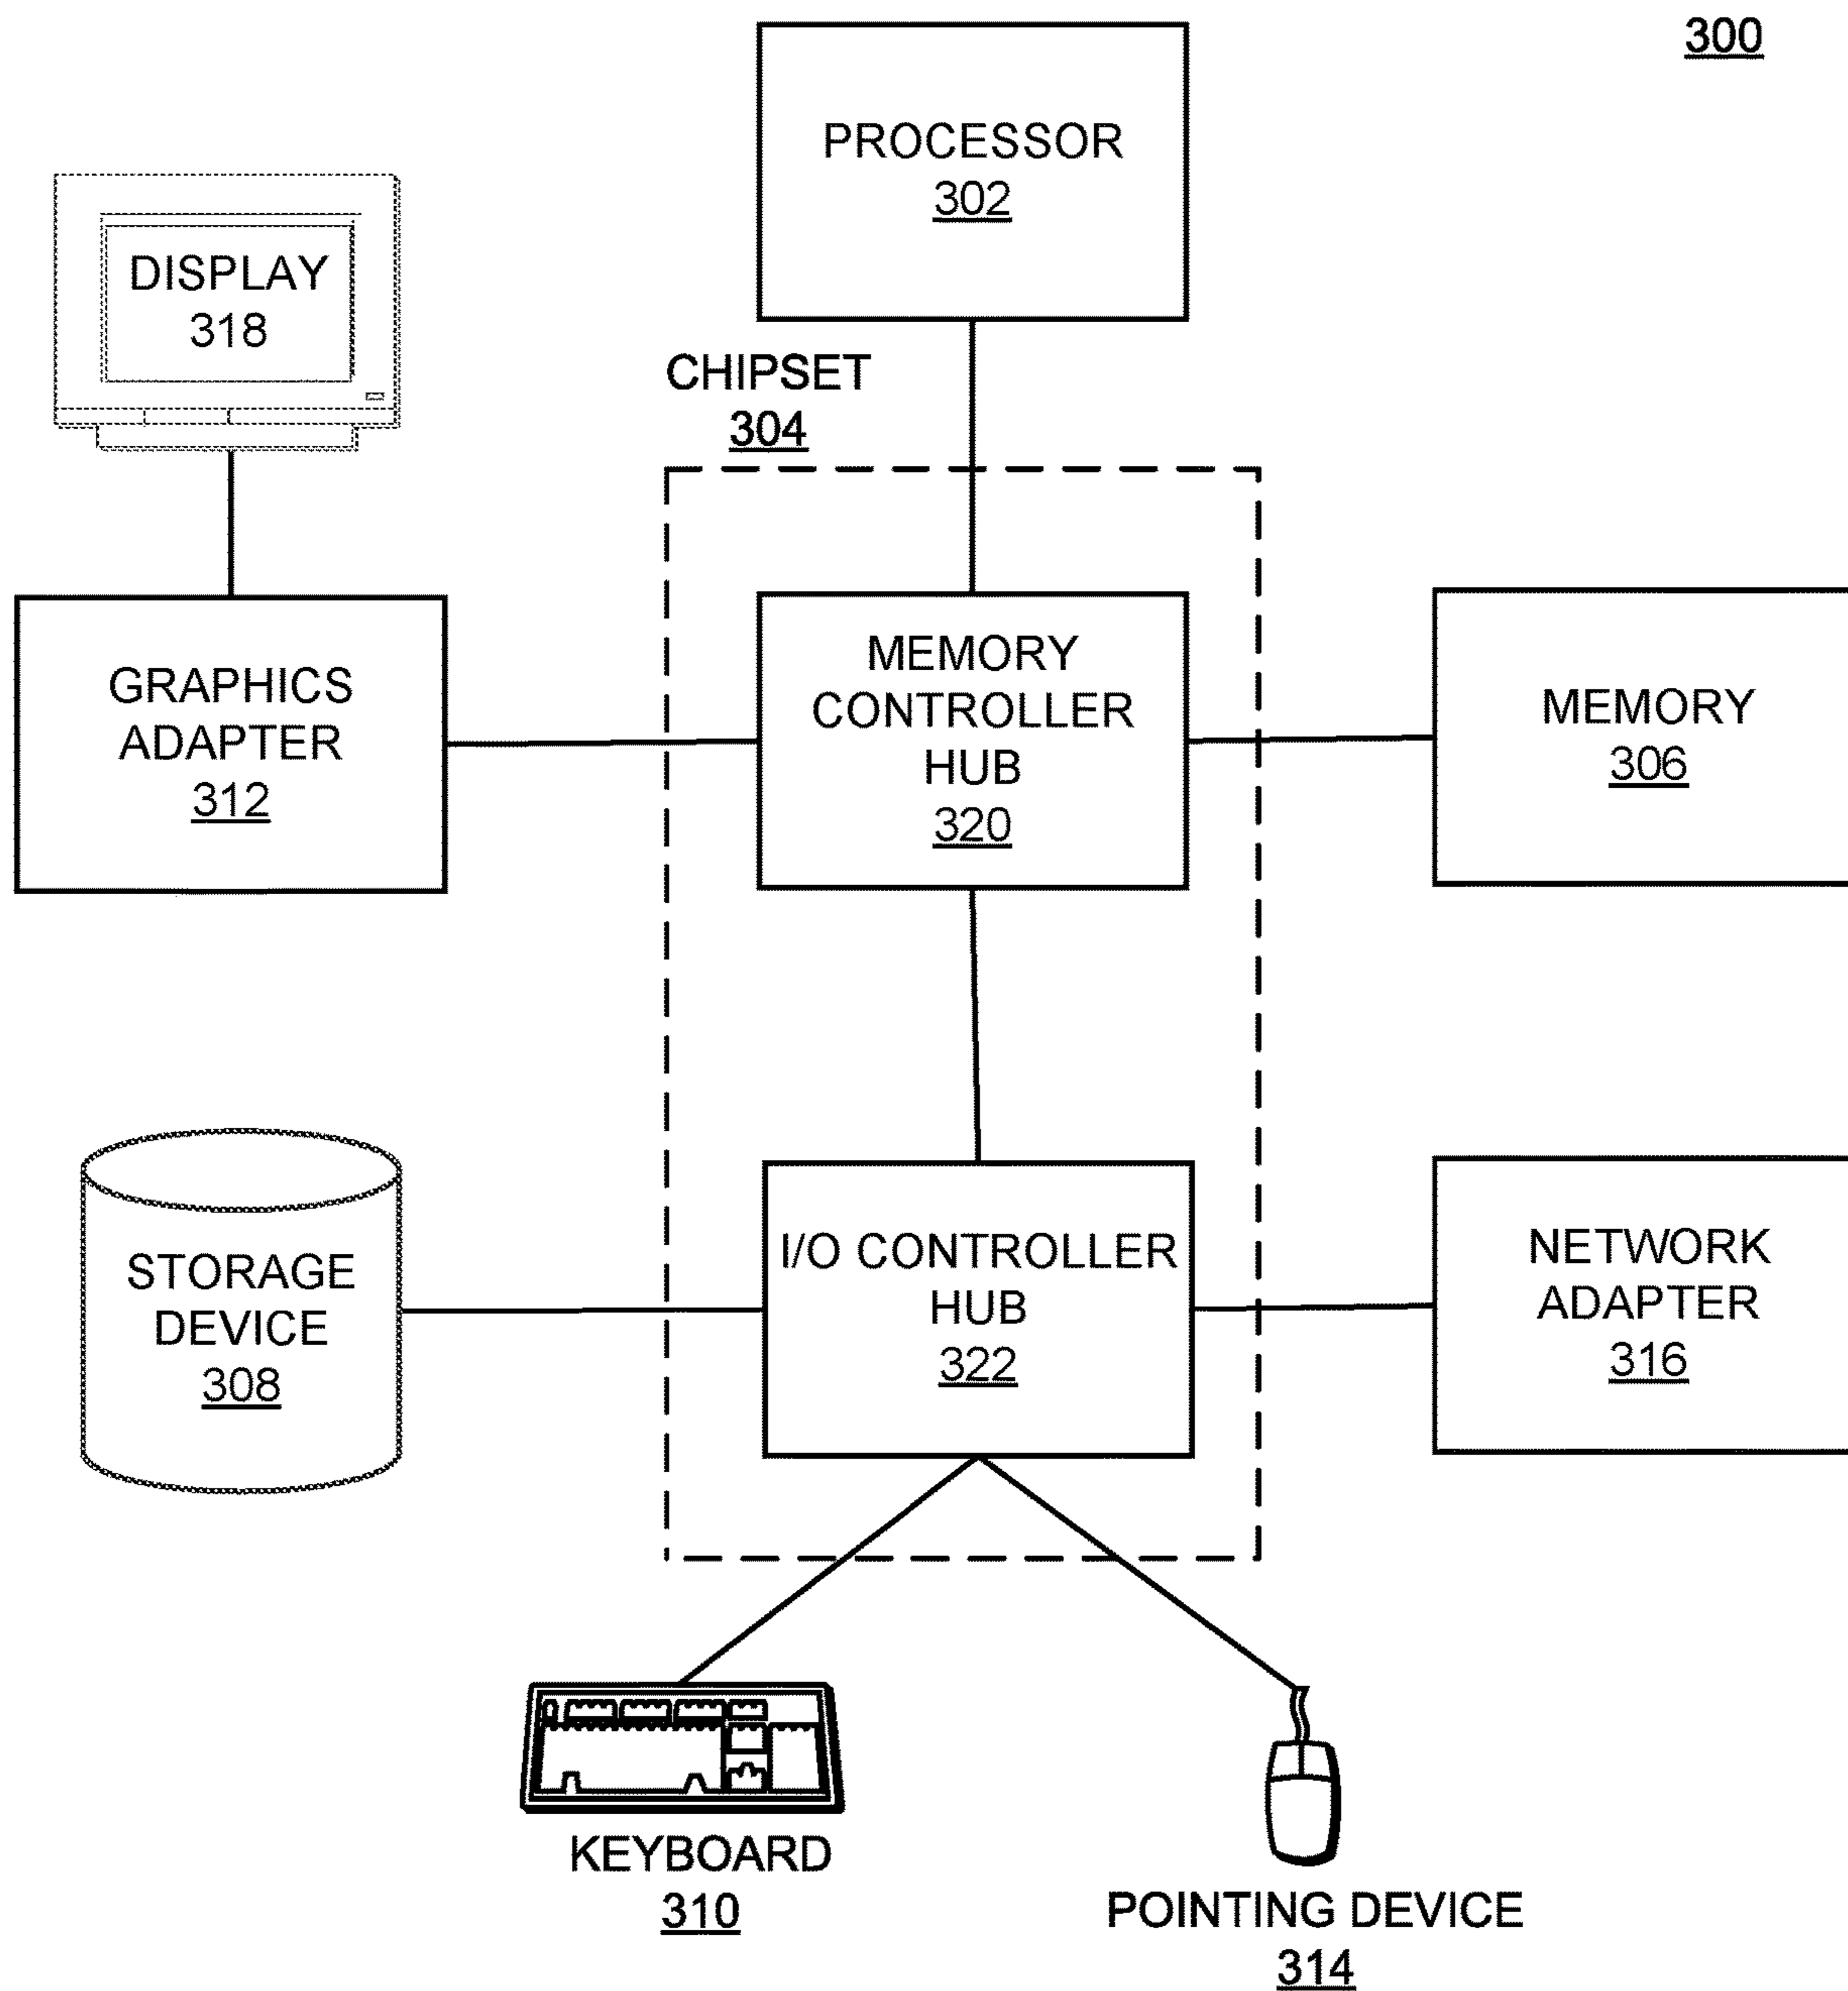 300
PROCESSOR
302
DISPLAY
318
CHIPSET
304
GRAPHICS
ADAPTER
312
MEMORY
CONTROLLER
HUB
320
MEMORY
306
STORAGE
DEVICE
308
I/O CONTROLLER
HUB
322
NETWORK
ADAPTER
316
KEYBOARD
310
POINTING DEVICE
314